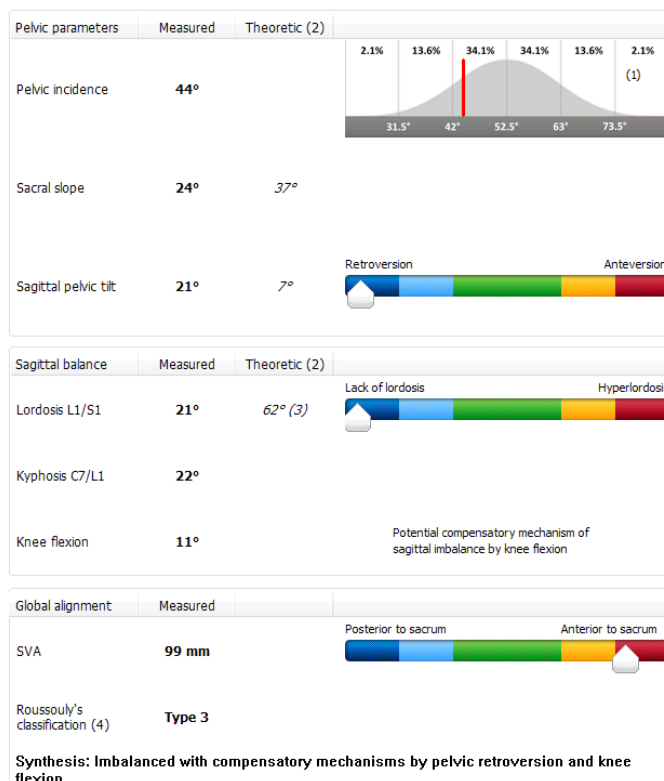 Pelvic parameters Measured Theoretic (2)
2.1% 13.6% 34.1% 34.1% 13.6% 2.1%
(1)
Pelvic incidence 44°
31.5° 42° 52.5° 63° 73.5°
Sacral slope 24° 37°
Retroversion Anteversion
Sagittal pelvic tilt 21° 7°
Sagittal balance Measured Theoretic (2)
Lack of lordosis Hyperlordosi
Lordosis L1/S1 21° 62° (3)
Kyphosis C7/L1 22°
Knee flexion 11°
Potential compensatory mechanism of
sagittal imbalance by knee flexion
Global alignment Measured
Posterior to sacrum Anterior to sacrum
SVA 99 mm
Roussouly's
classification (4) Type 3
Synthesis: Imbalanced with compensatory mechanisms by pelvic retroversion and knee
flexion